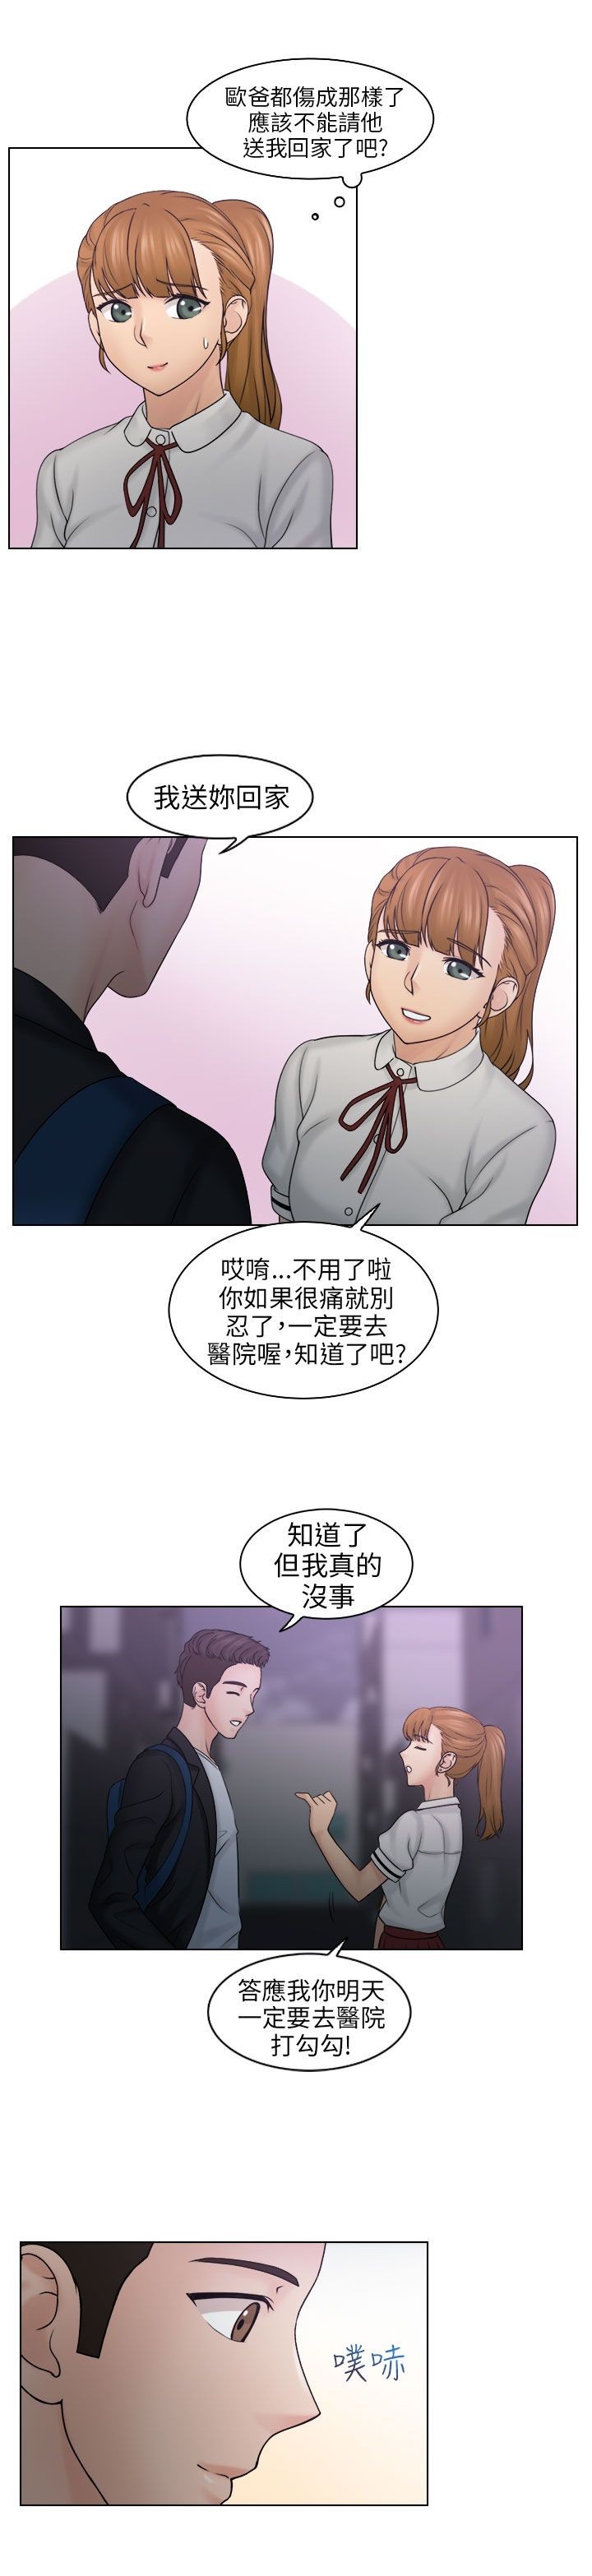 歐爸都傷成那樣了
應該不能請他
送我回家了吧?
我送妳回家
哎唷...不用了啦
你如果很痛就別
忍了,一定要去
醫院喔,知道了吧?
知道了
但我真的
沒事
答應我你明天
一定要去醫院
打勾勾!
噗哧